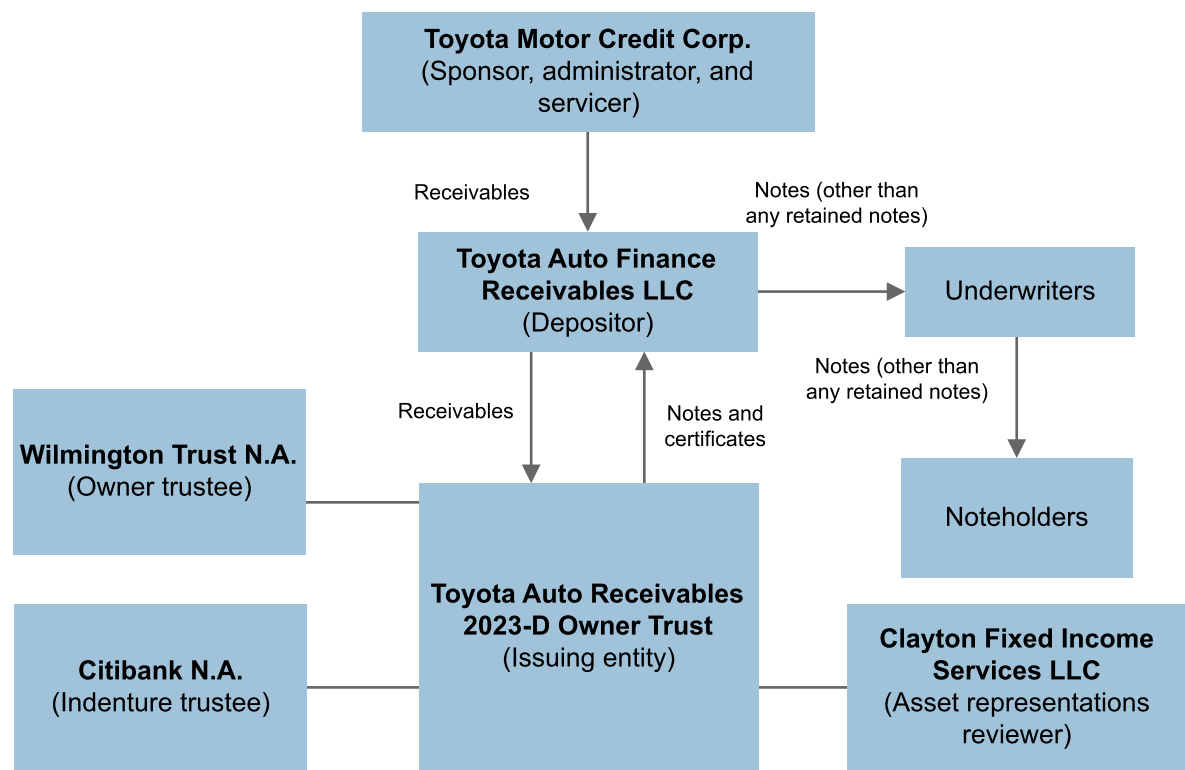 Toyota Motor Credit Corp.
(Sponsor, administrator, and
servicer)
Receivables
Notes (other than
any retained notes)
Toyota Auto Finance
Receivables LLC
(Depositor)
Underwriters
Receivables
Notes and
certificates
Notes (other than
any retained notes)
Wilmington Trust N.A.
(Owner trustee)
Noteholders
Toyota Auto Receivables
2023-D Owner Trust
(Issuing entity)
Citibank N.A.
(Indenture trustee)
Clayton Fixed Income
Services LLC
(Asset representations
reviewer)